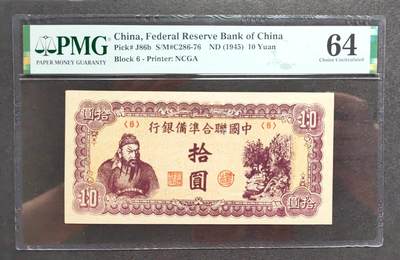 PMG
PAPER MONEY GUARANTY
China, Federal Reserve Bank of China
Pick# J86b S/M#C286-76 ND (1945) 10 Yuan
Block 6 - Printer: NCGA
64
Choice Uncirculated
圓拾
10
行銀備準合聯國中
(6)
(6)
拾圓
10
10
圓拾